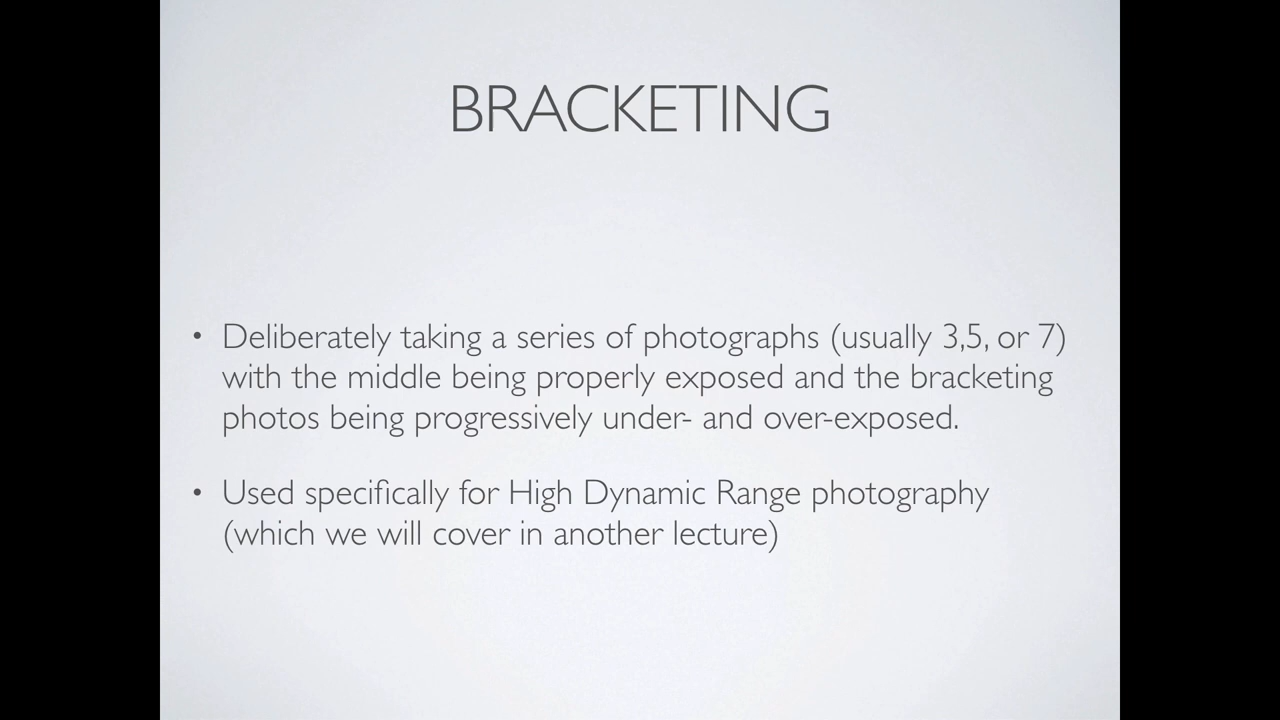 BRACKETING
• Deliberately taking a series of photographs (usually 3,5, or 7)
with the middle being properly exposed and the bracketing
photos being progressively under- and over-exposed.
• Used specifically for High Dynamic Range photography
(which we will cover in another lecture)